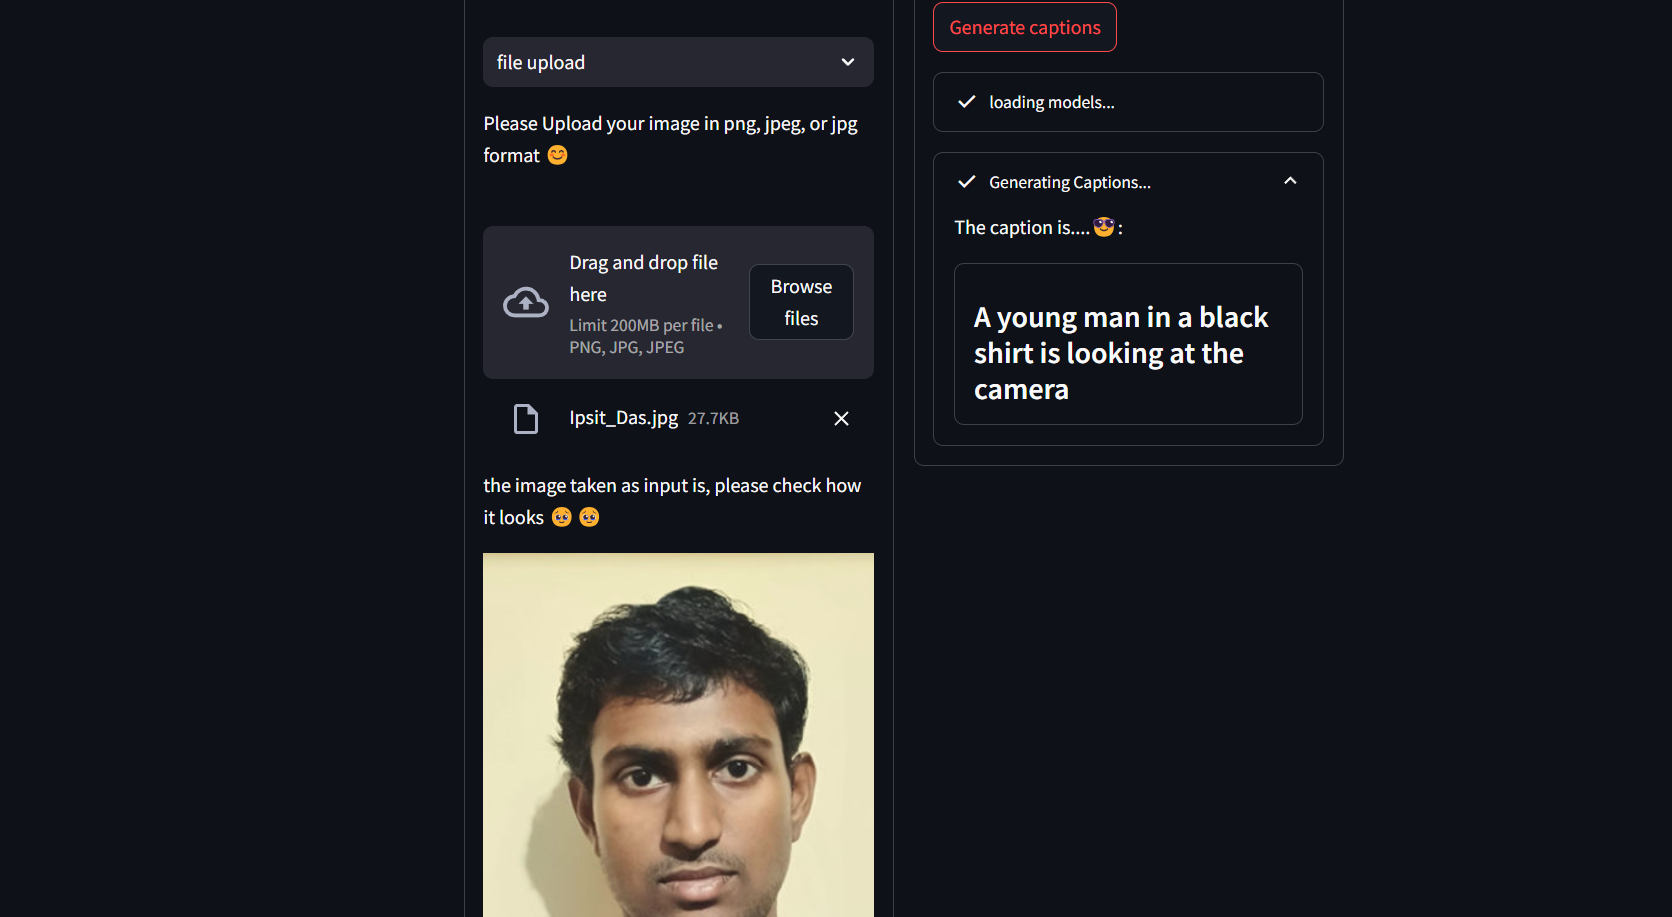 file upload
Please Upload your image in png, jpeg, or jpg
format 😊
Drag and drop file
here
Limit 200MB per file •
PNG, JPG, JPEG
Browse
files
Ipsit_Das.jpg 27.7KB
the image taken as input is, please check how
it looks 🥺 🥺
Generate captions
loading models...
Generating Captions...
The caption is.... 😎 :
A young man in a black
shirt is looking at the
camera